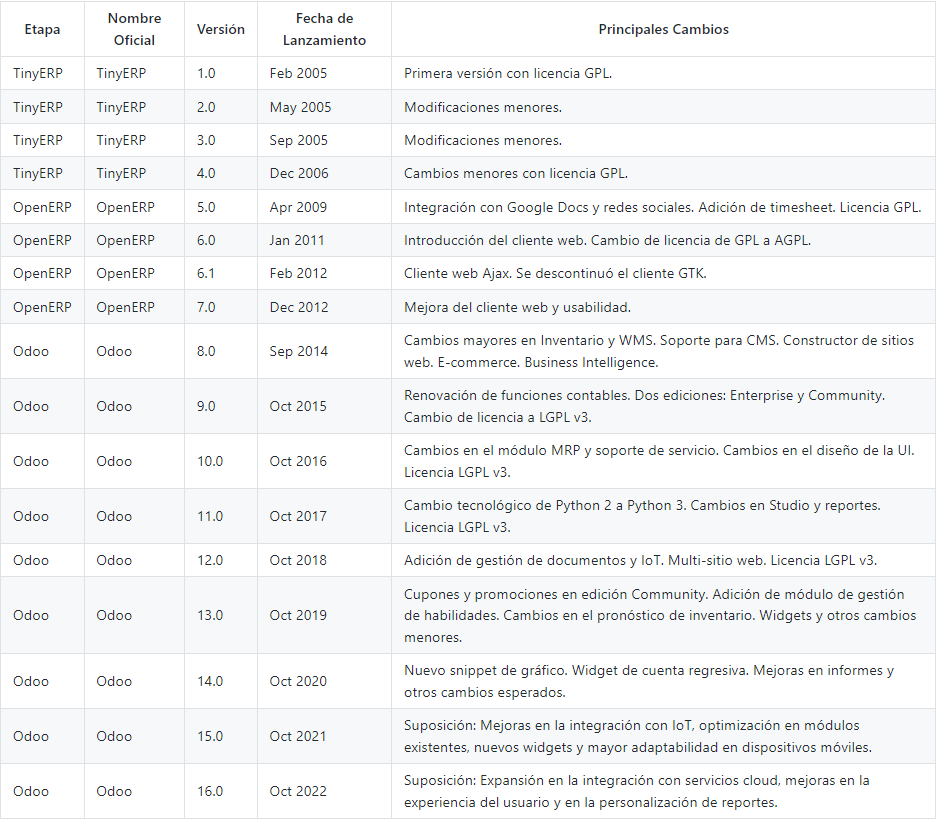 Etapa Nombre Oficial Versión Fecha de Lanzamiento Principales Cambios
TinyERP TinyERP 1.0 Feb 2005 Primera versión con licencia GPL.
TinyERP TinyERP 2.0 May 2005 Modificaciones menores.
TinyERP TinyERP 3.0 Sep 2005 Modificaciones menores.
TinyERP TinyERP 4.0 Dec 2006 Cambios menores con licencia GPL.
OpenERP OpenERP 5.0 Apr 2009 Integración con Google Docs y redes sociales. Adición de timesheet. Licencia GPL.
OpenERP OpenERP 6.0 Jan 2011 Introducción del cliente web. Cambio de licencia de GPL a AGPL.
OpenERP OpenERP 6.1 Feb 2012 Cliente web Ajax. Se descontinuó el cliente GTK.
OpenERP OpenERP 7.0 Dec 2012 Mejora del cliente web y usabilidad.
Odoo Odoo 8.0 Sep 2014 Cambios mayores en Inventario y WMS. Soporte para CMS. Constructor de sitios
web. E-commerce. Business Intelligence.
Odoo Odoo 9.0 Oct 2015 Renovación de funciones contables. Dos ediciones: Enterprise y Community.
Cambio de licencia a LGPL v3.
Odoo Odoo 10.0 Oct 2016 Cambios en el módulo MRP y soporte de servicio. Cambios en el diseño de la UI.
Licencia LGPL v3.
Odoo Odoo 11.0 Oct 2017 Cambio tecnológico de Python 2 a Python 3. Cambios en Studio y reportes.
Licencia LGPL v3.
Odoo Odoo 12.0 Oct 2018 Adición de gestión de documentos y IoT. Multi-sitio web. Licencia LGPL v3.
Odoo Odoo 13.0 Oct 2019 Cupones y promociones en edición Community. Adición de módulo de gestión
de habilidades. Cambios en el pronóstico de inventario. Widgets y otros cambios
menores.
Odoo Odoo 14.0 Oct 2020 Nuevo snippet de gráfico. Widget de cuenta regresiva. Mejoras en informes y
otros cambios esperados.
Odoo Odoo 15.0 Oct 2021 Suposición: Mejoras en la integración con IoT, optimización en módulos
existentes, nuevos widgets y mayor adaptabilidad en dispositivos móviles.
Odoo Odoo 16.0 Oct 2022 Suposición: Expansión en la integración con servicios cloud, mejoras en la
experiencia del usuario y en la personalización de reportes.